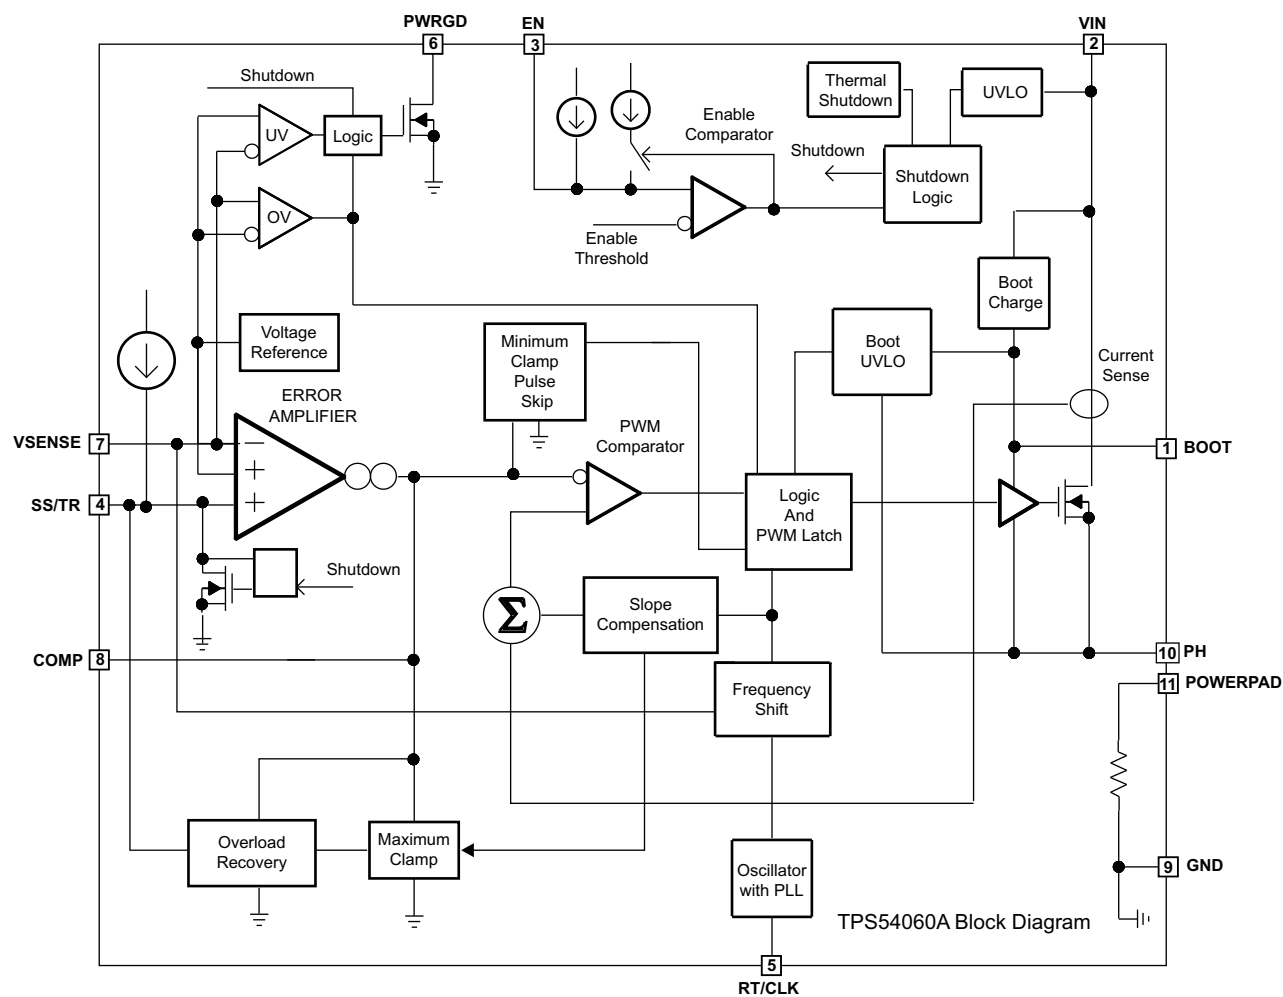 PWRGD
EN
VIN
6
3
2
Shutdown
Thermal
Shutdown
UVLO
UV
Logic
Enable
Comparator
Shutdown
Shutdown
Logic
OV
Enable
Threshold
Boot
Charge
Voltage
Reference
Minimum
Clamp
Pulse
Skip
Boot
UVLO
Current
Sense
ERROR
AMPLIFIER
PWM
Comparator
VSENSE
7
−
1
BOOT
+
SS/TR
4
+
Logic
And
PWM Latch
Shutdown
Σ
Slope
Compensation
COMP
8
10
PH
11
POWERPAD
Frequency
Shift
Overload
Recovery
Maximum
Clamp
Oscillator
with PLL
9
GND
TPS54060A Block Diagram
5
RT/CLK